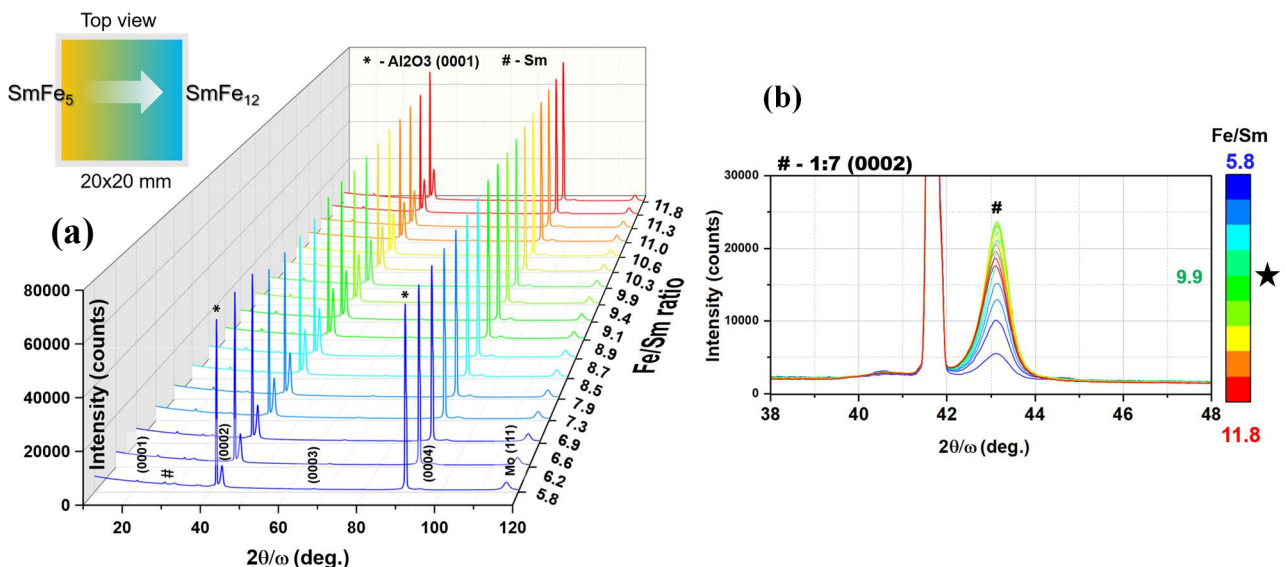 Top view
SmFe5
SmFe12
20x20 mm
(a)
* - Al2O3 (0001) # - Sm
80000
60000
40000
20000
0
Intensity (counts)
*
*
(0001)
#
(0002)
(0003)
(0004)
Mo (111)
20 40 60 80 100 120
2θ/ω (deg.)
11.8
11.3
11.0
10.6
10.3
9.9
9.4
9.1
8.9
8.7
8.5
7.9
7.3
6.9
6.6
6.2
5.8
Fe/Sm ratio
(b)
# - 1:7 (0002)
#
30000
20000
10000
0
Intensity (counts)
38 40 42 44 46 48
2θ/ω (deg.)
Fe/Sm
5.8
9.9 ★
11.8